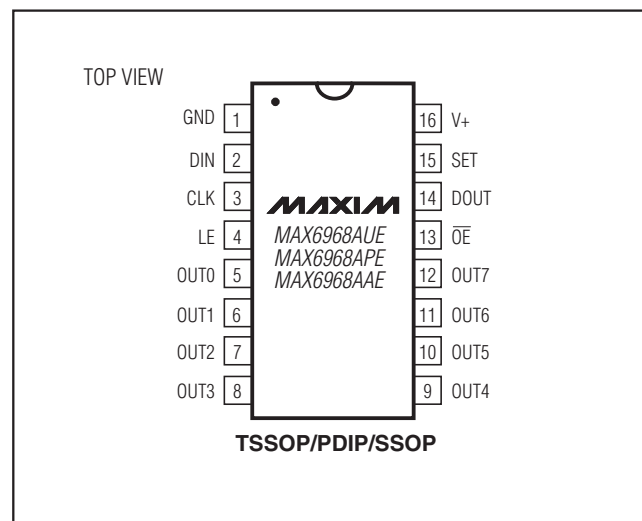 TOP VIEW
GND 1
DIN 2
CLK 3
LE 4
OUT0 5
OUT1 6
OUT2 7
OUT3 8
MAXIM
MAX6968AUE
MAX6968APE
MAX6968AAE
16 V+
15 SET
14 DOUT
13 O̅E̅
12 OUT7
11 OUT6
10 OUT5
9 OUT4
TSSOP/PDIP/SSOP